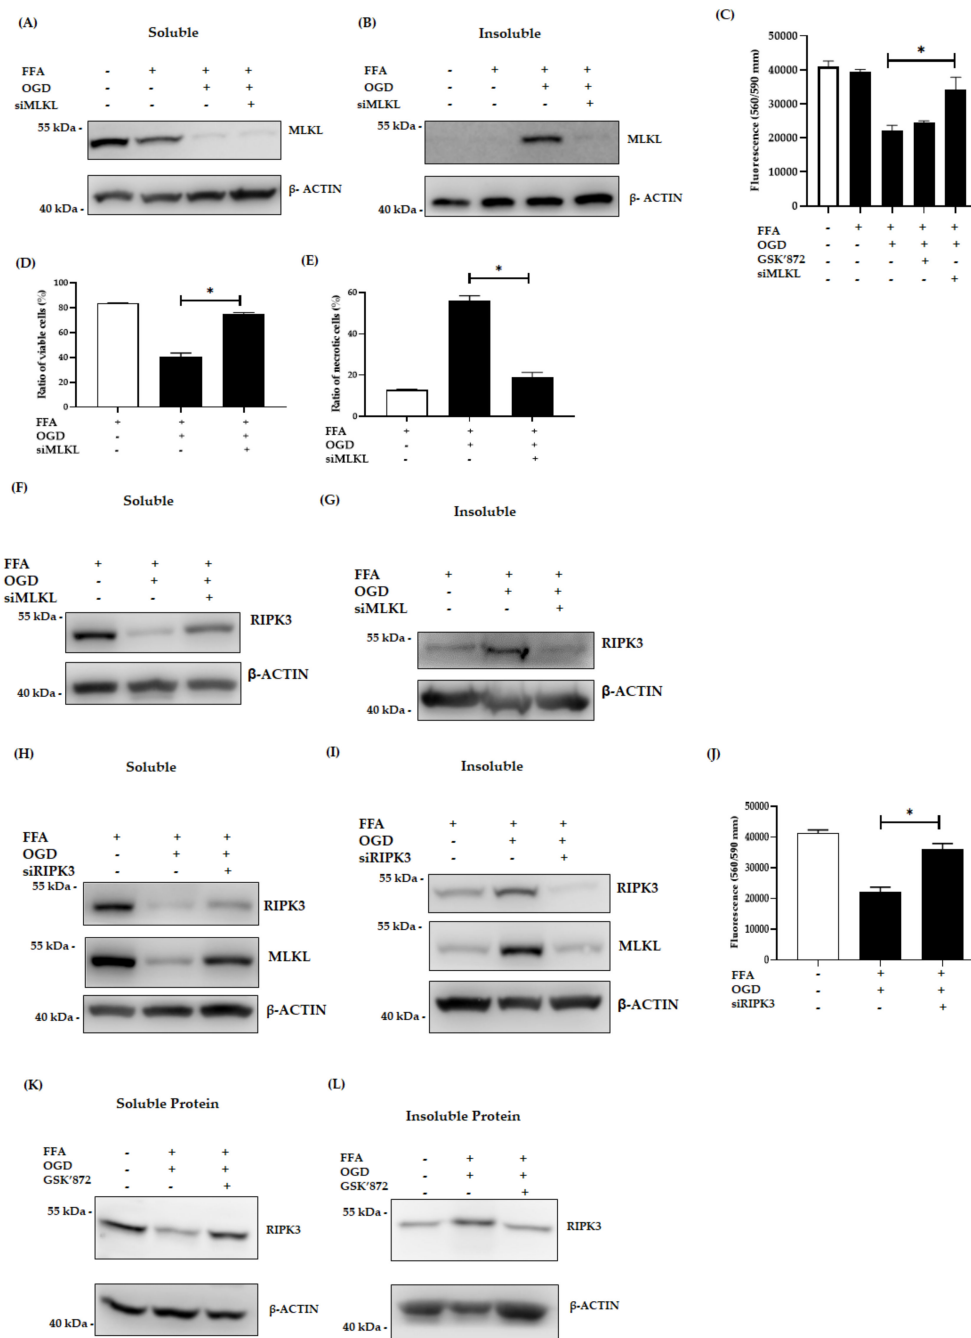 (A)
Soluble
FFA - + + +
OGD - - + +
siMLKL - - - +
55 kDa -
MLKL
β- ACTIN
40 kDa -
(B)
Insoluble
FFA - + + +
OGD - - + +
siMLKL - - - +
55 kDa -
MLKL
β- ACTIN
40 kDa -
(C)
Fluorescence (560/590 mm)
50000
40000
30000
20000
10000
0
*
FFA - + + + +
OGD - - + + +
GSK'872 - - - + -
siMLKL - - - - +
(D)
Ratio of viable cells (%)
100
80
60
40
20
0
*
FFA + + +
OGD - + +
siMLKL - - +
(E)
Ratio of necrotic cells (%)
60
40
20
0
*
FFA + + +
OGD - + +
siMLKL - - +
(F)
Soluble
FFA + + +
OGD - + +
siMLKL - - +
55 kDa -
RIPK3
β-ACTIN
40 kDa -
(G)
Insoluble
FFA + + +
OGD - + +
siMLKL - - +
55 kDa -
RIPK3
β-ACTIN
40 kDa -
(H)
Soluble
FFA + + +
OGD - + +
siRIPK3 - - +
55 kDa -
RIPK3
55 kDa -
MLKL
β-ACTIN
40 kDa -
(I)
Insoluble
FFA + + +
OGD - + +
siRIPK3 - - +
55 kDa -
RIPK3
55 kDa -
MLKL
β-ACTIN
40 kDa -
(J)
Fluorescence (560/590 mm)
50000
40000
30000
20000
10000
0
*
FFA - + +
OGD - + +
siRIPK3 - - +
(K)
Soluble Protein
FFA - + +
OGD - + +
GSK'872 - - +
55 kDa -
RIPK3
β-ACTIN
40 kDa -
(L)
Insoluble Protein
FFA - + +
OGD - + +
GSK'872 - - +
55 kDa -
RIPK3
β-ACTIN
40 kDa -